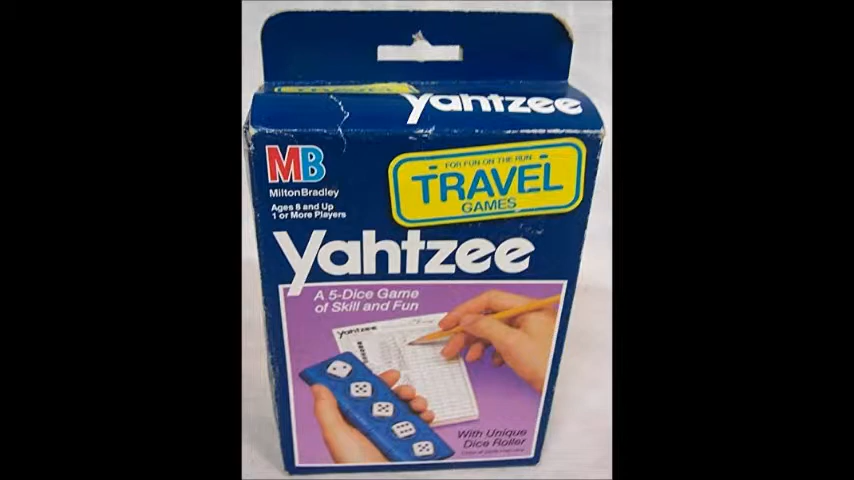 Yahtzee
MB
Milton Bradley
Ages 8 and Up
1 or More Players
FOR FUN ON THE RUN
TRAVEL
GAMES
Yahtzee
A 5-Dice Game
of Skill and Fun
Yahtzee
With Unique
Dice Roller